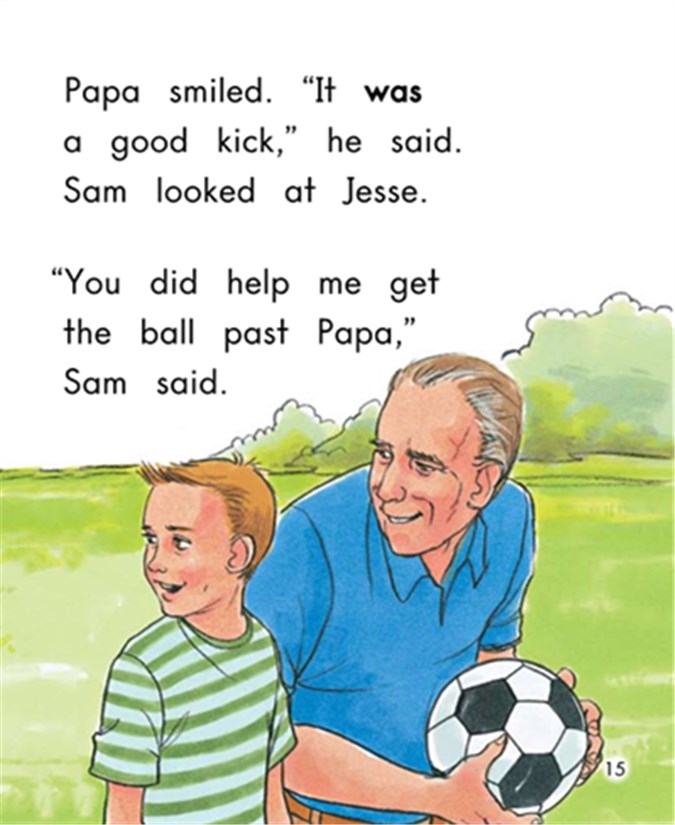 Papa smiled. “It was
a good kick,” he said.
Sam looked at Jesse.
“You did help me get
the ball past Papa,”
Sam said.
15